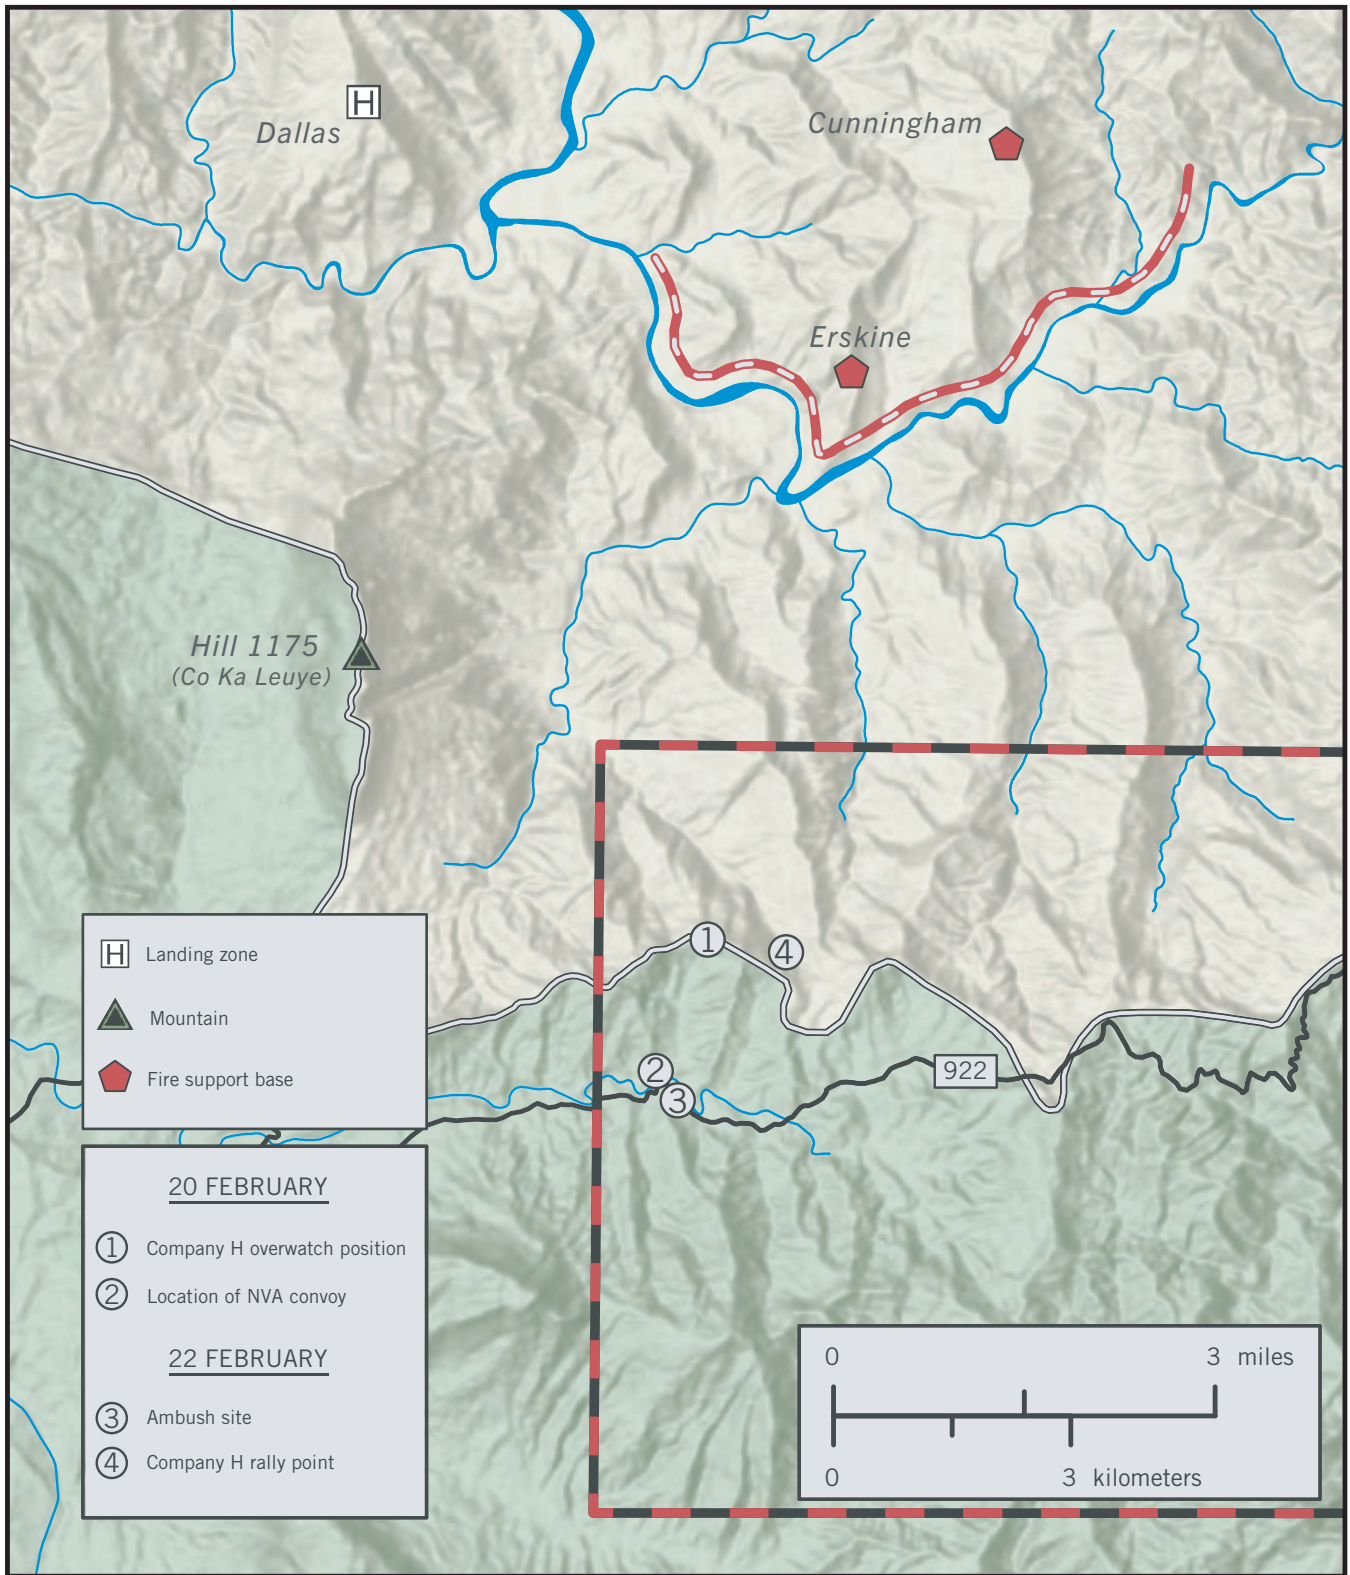 H
Dallas
Cunningham
Erskine
Hill 1175
(Co Ka Leuye)
1
4
2
3
922
H Landing zone
Mountain
Fire support base
20 FEBRUARY
1 Company H overwatch position
2 Location of NVA convoy
22 FEBRUARY
3 Ambush site
4 Company H rally point
0 3 miles
0 3 kilometers